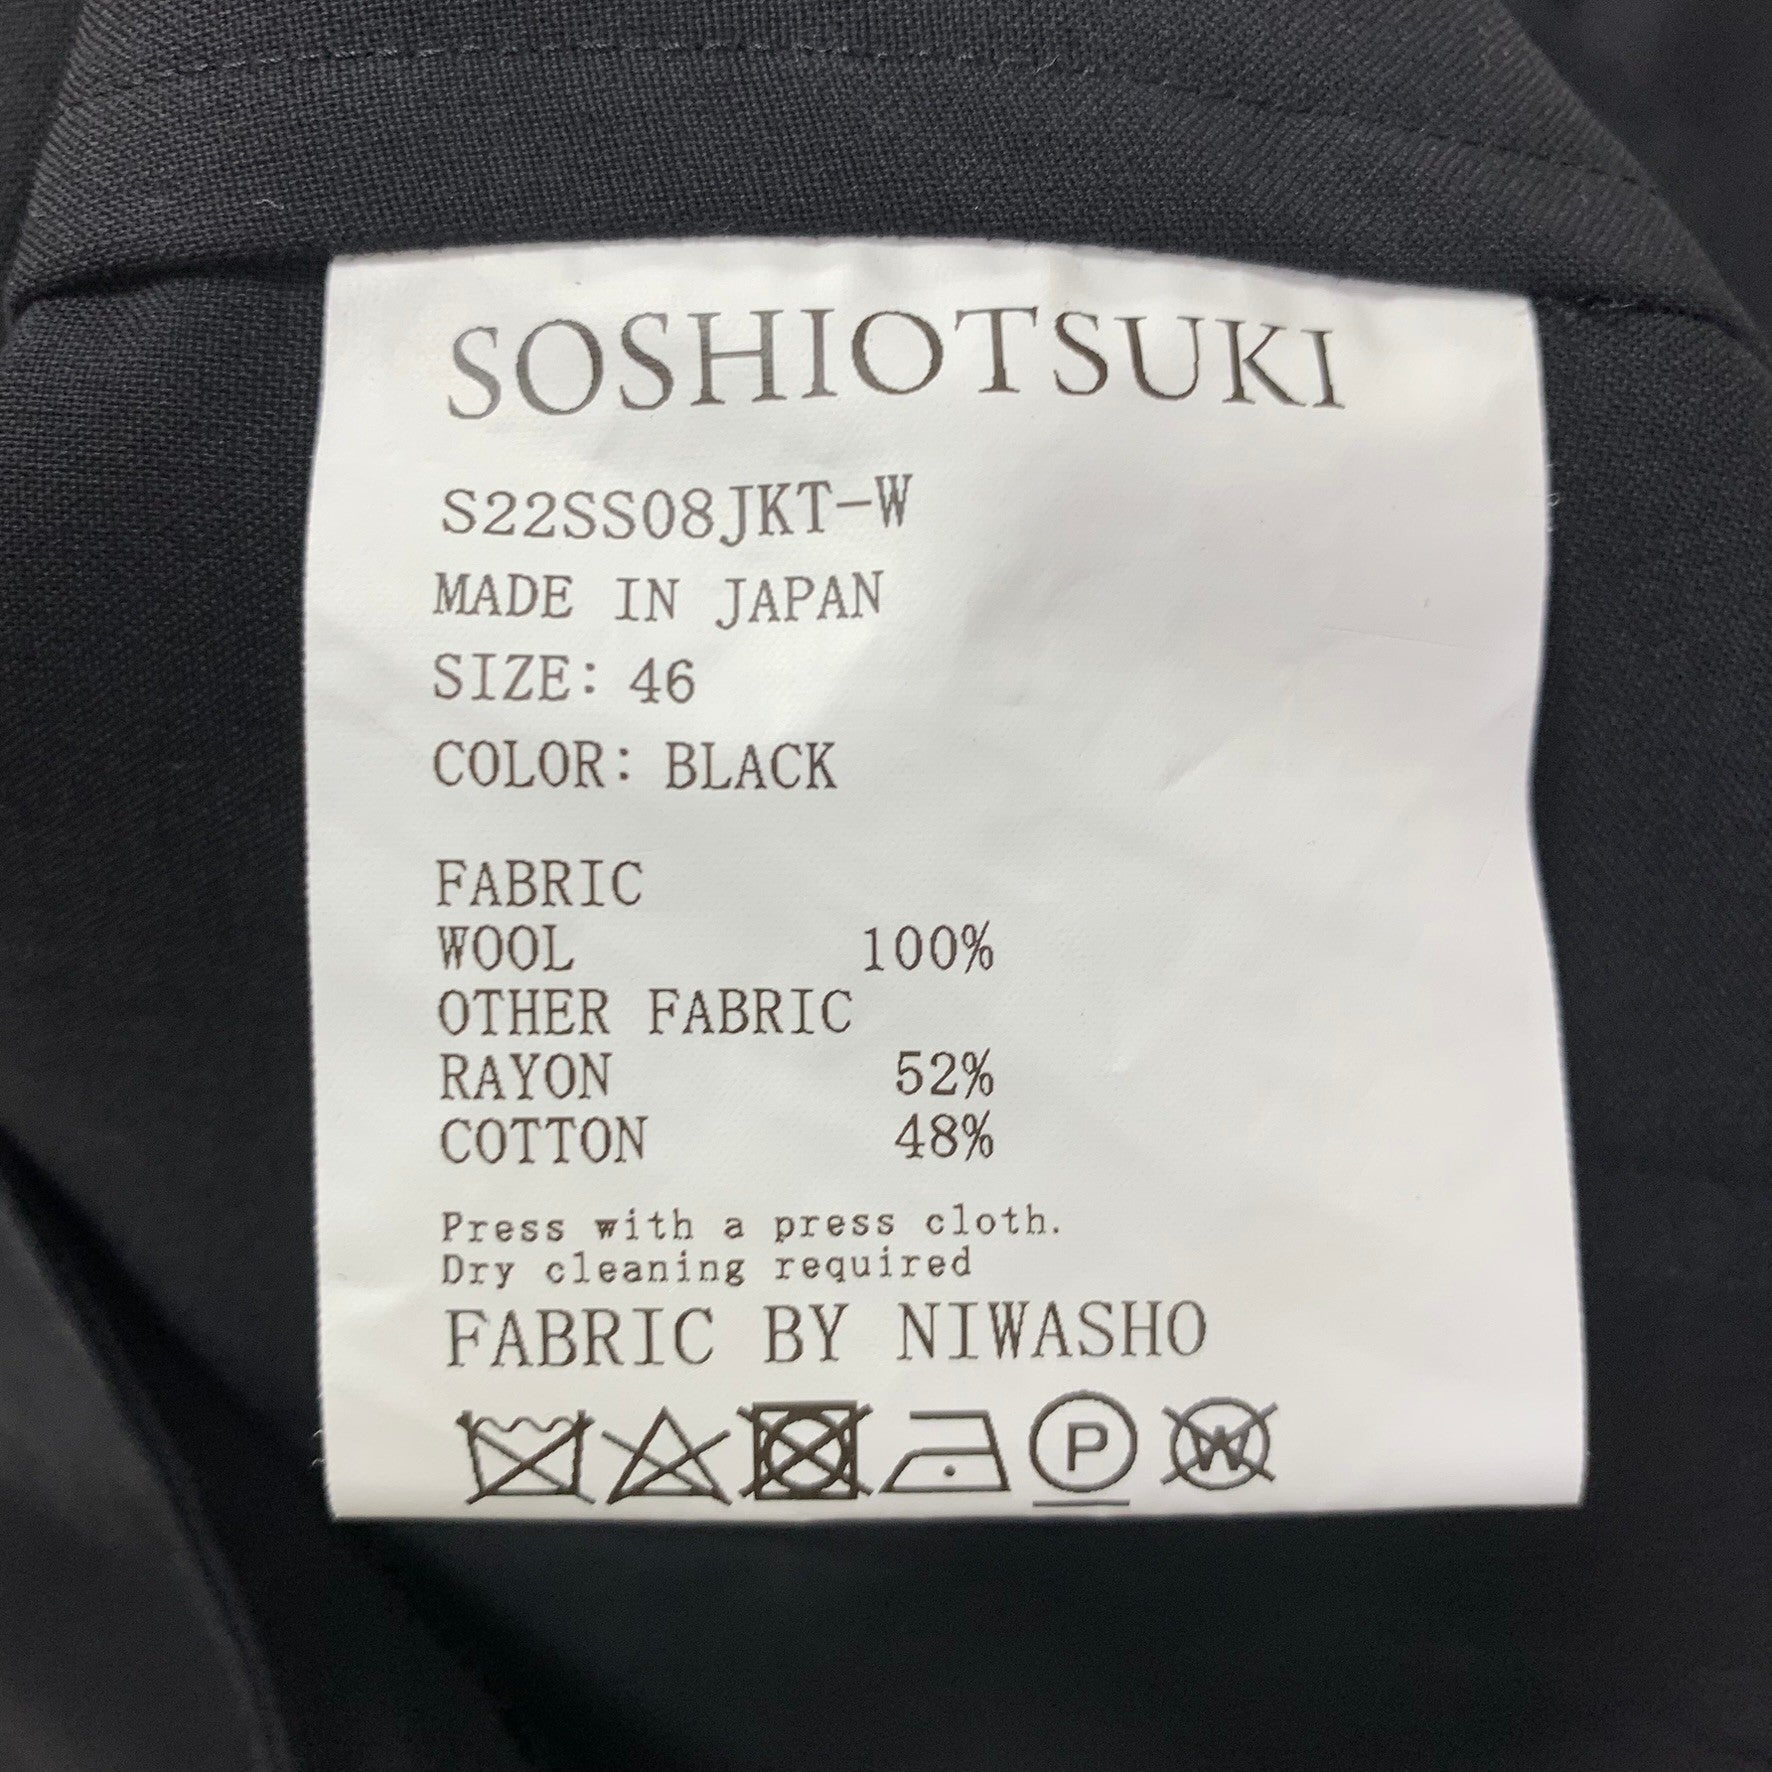 SOSHIOTSUKI
S22SS08JKT-W
MADE IN JAPAN
SIZE: 46
COLOR: BLACK
FABRIC
WOOL 100%
OTHER FABRIC
RAYON 52%
COTTON 48%
Press with a press cloth.
Dry cleaning required
FABRIC BY NIWASHO
P W